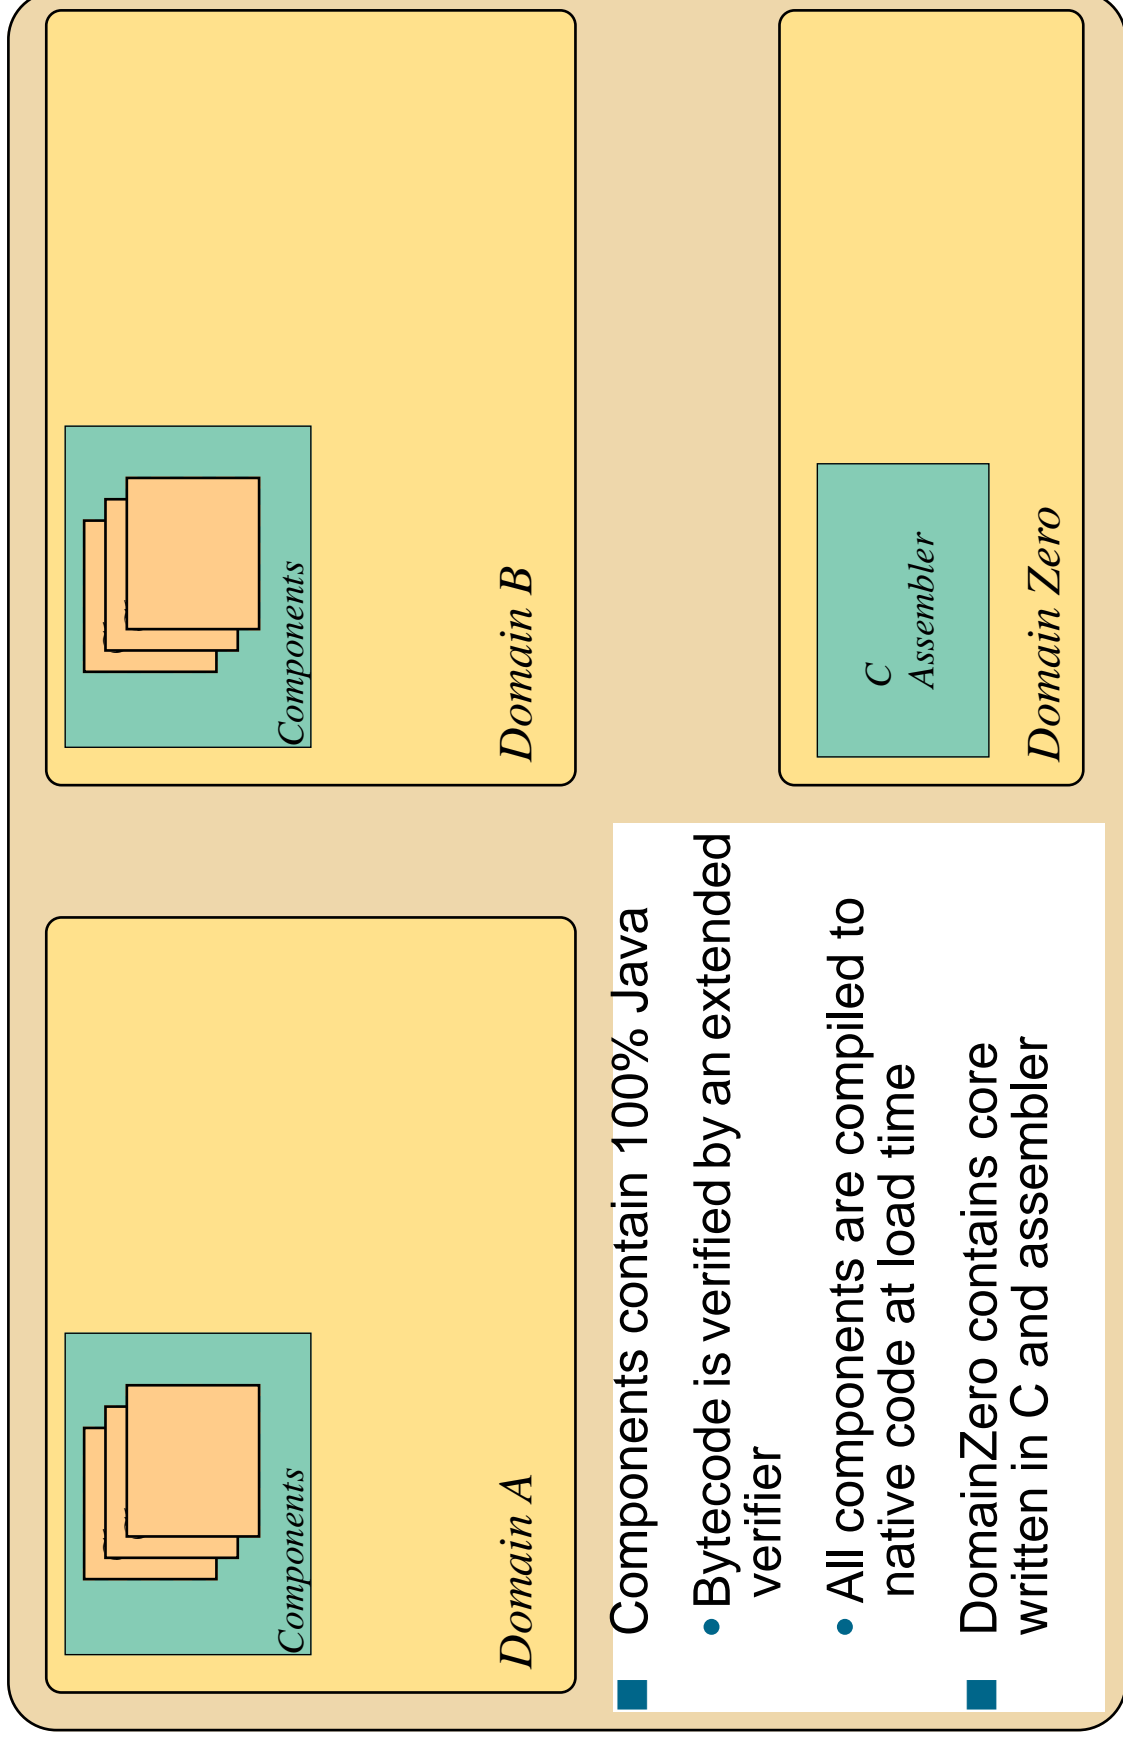 Components
Domain A
Components
Domain B
Components contain 100% Java
Bytecode is verified by an extended
verifier
All components are compiled to
native code at load time
DomainZero contains core
written in C and assembler
C
Assembler
Domain Zero